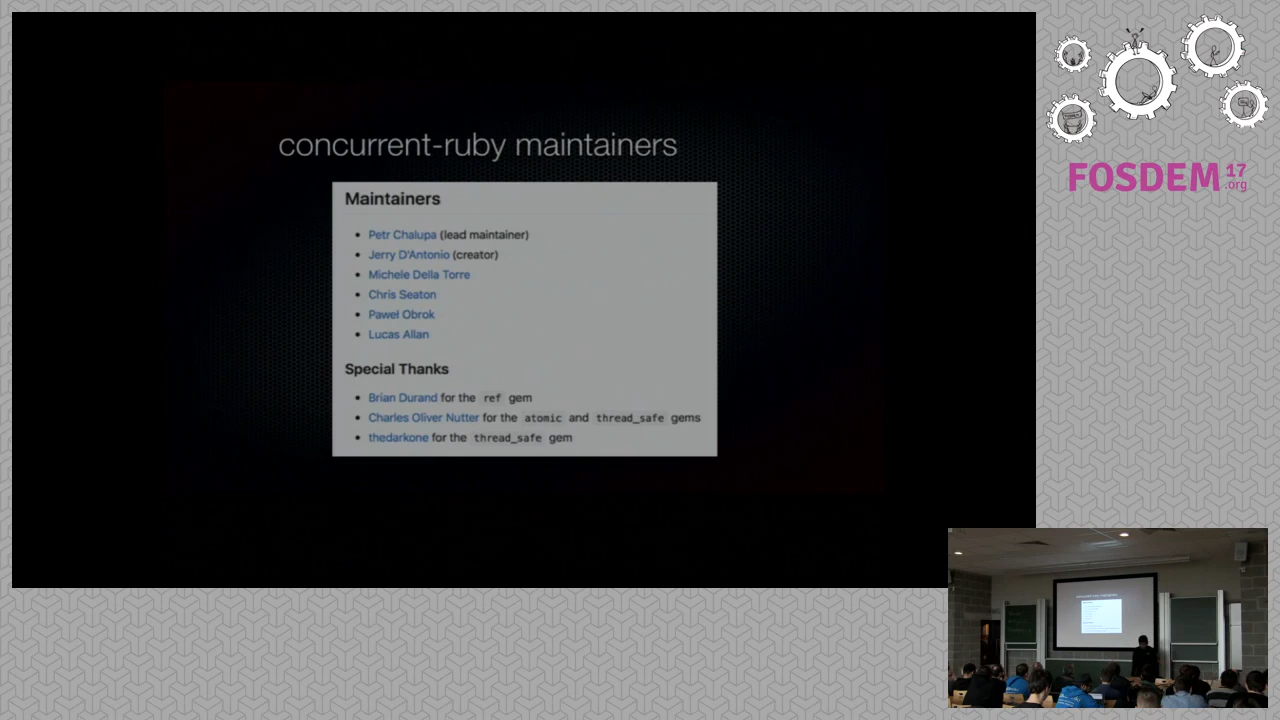 concurrent-ruby maintainers
Maintainers
Petr Chalupa (lead maintainer)
Jerry D'Antonio (creator)
Michele Della Torre
Chris Seaton
Paweł Obrok
Lucas Allan
Special Thanks
Brian Durand for the ref gem
Charles Oliver Nutter for the atomic and thread_safe gems
thedarkone for the thread_safe gem
FOSDEM 17
.org